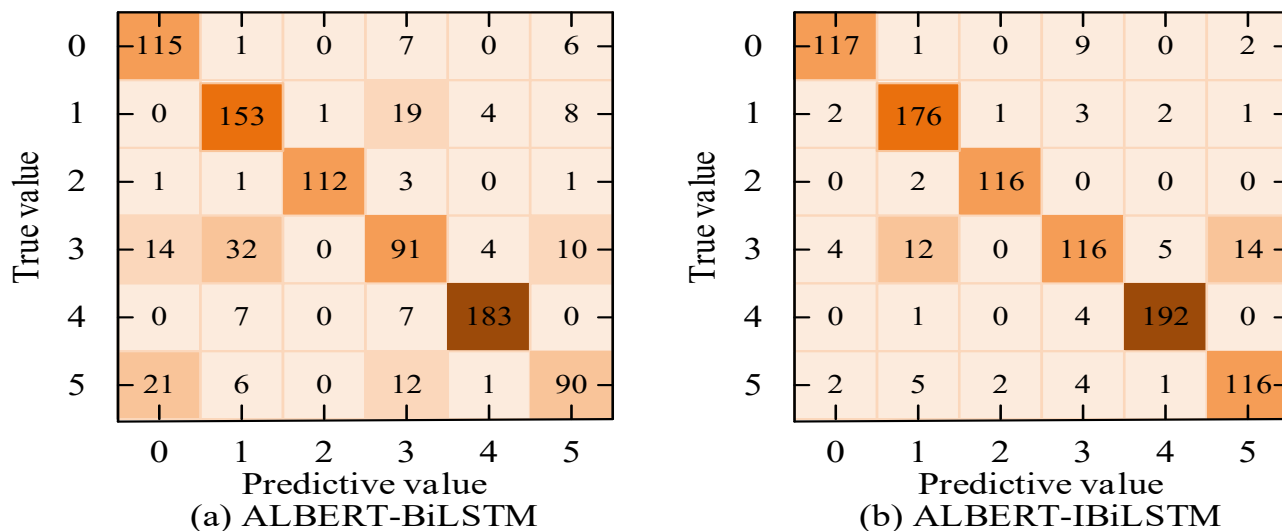 0 115 1 0 7 0 6
1 0 153 1 19 4 8
2 1 1 112 3 0 1
3 14 32 0 91 4 10
4 0 7 0 7 183 0
5 21 6 0 12 1 90
True value
0 1 2 3 4 5
Predictive value
(a) ALBERT-BiLSTM
0 117 1 0 9 0 2
1 2 176 1 3 2 1
2 0 2 116 0 0 0
3 4 12 0 116 5 14
4 0 1 0 4 192 0
5 2 5 2 4 1 116
True value
0 1 2 3 4 5
Predictive value
(b) ALBERT-IBiLSTM